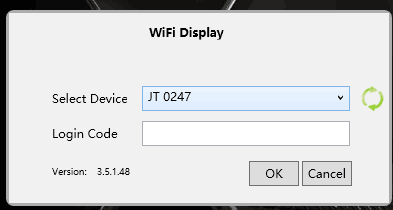 WiFi Display
Select Device JT 0247
Login Code
Version: 3.5.1.48 OK Cancel